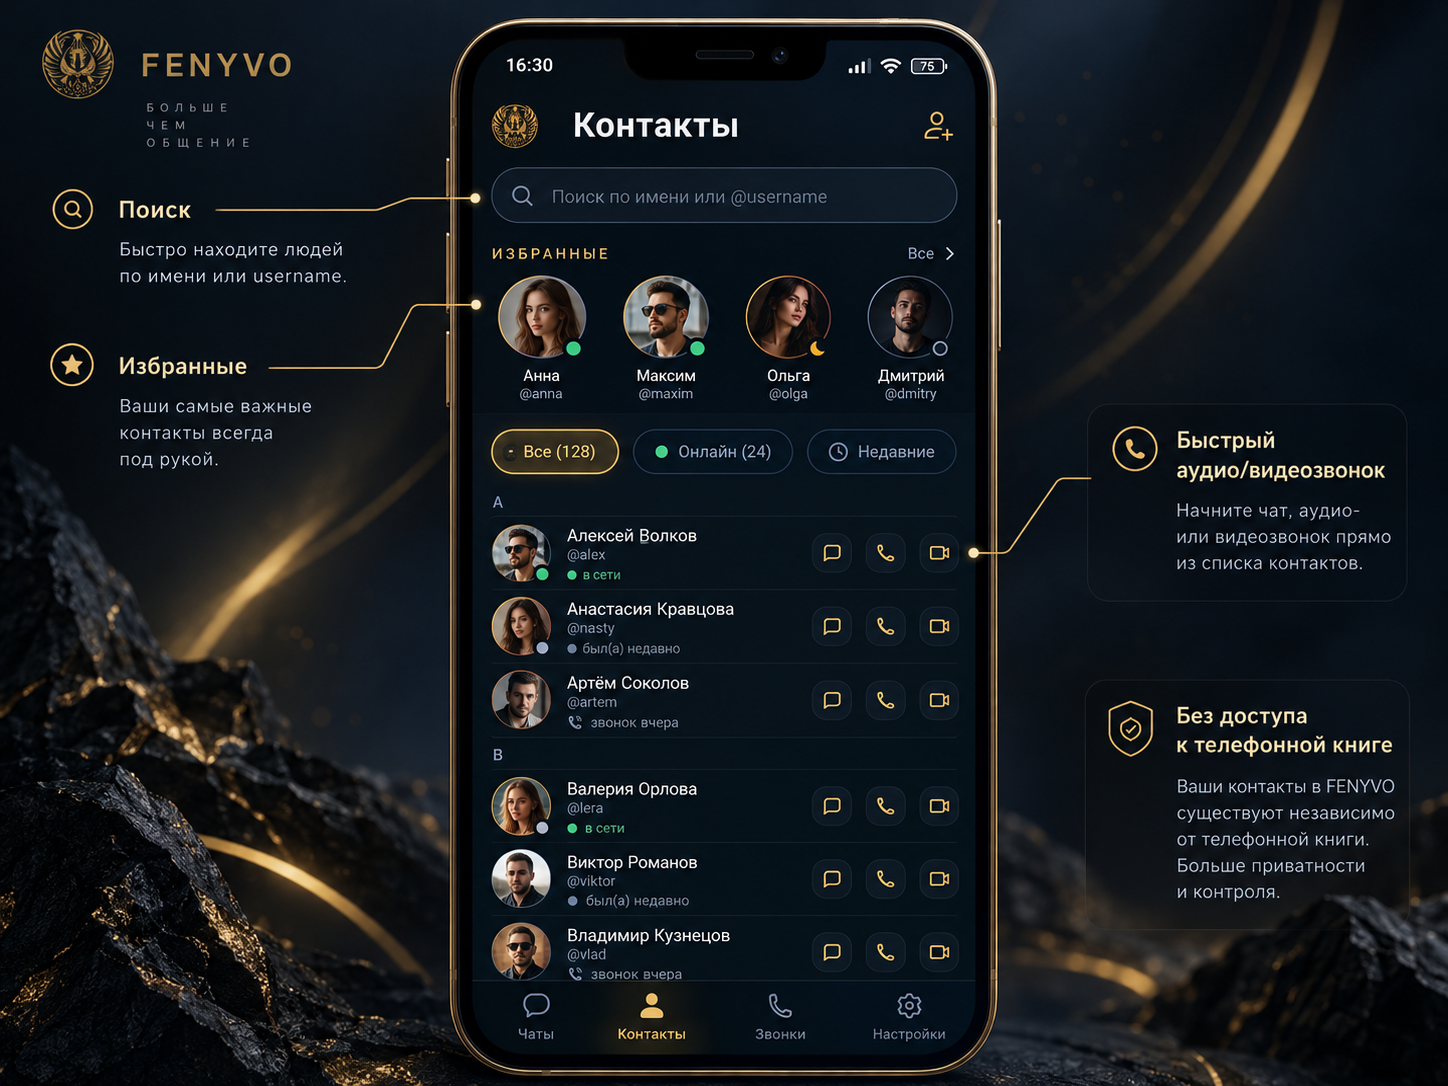 FENYVO
БОЛЬШЕ
ЧЕМ
ОБЩЕНИЕ
Поиск
Быстро находите людей
по имени или username.
Избранные
Ваши самые важные
контакты всегда
под рукой.
16:30
75
Контакты
Поиск по имени или @username
ИЗБРАННЫЕ
Все
Анна
@anna
Максим
@maxim
Ольга
@olga
Дмитрий
@dmitry
Все (128)
Онлайн (24)
Недавние
А
Алексей Волков
@alex
в сети
Анастасия Кравцова
@nasty
был(а) недавно
Артём Соколов
@artem
звонок вчера
В
Валерия Орлова
@lera
в сети
Виктор Романов
@viktor
был(а) недавно
Владимир Кузнецов
@vlad
звонок вчера
Чаты
Контакты
Звонки
Настройки
Быстрый
аудио/видеозвонок
Начните чат, аудио-
или видеозвонок прямо
из списка контактов.
Без доступа
к телефонной книге
Ваши контакты в FENYVO
существуют независимо
от телефонной книги.
Больше приватности
и контроля.